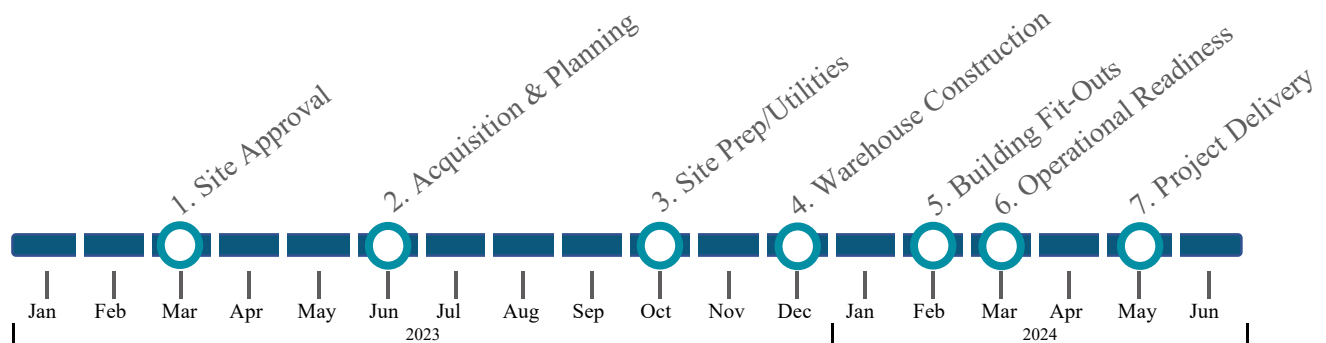 1. Site Approval
2. Acquisition & Planning
3. Site Prep/Utilities
4. Warehouse Construction
5. Building Fit-Outs
6. Operational Readiness
7. Project Delivery
Jan Feb Mar Apr May Jun Jul Aug Sep Oct Nov Dec Jan Feb Mar Apr May Jun
2023 2024